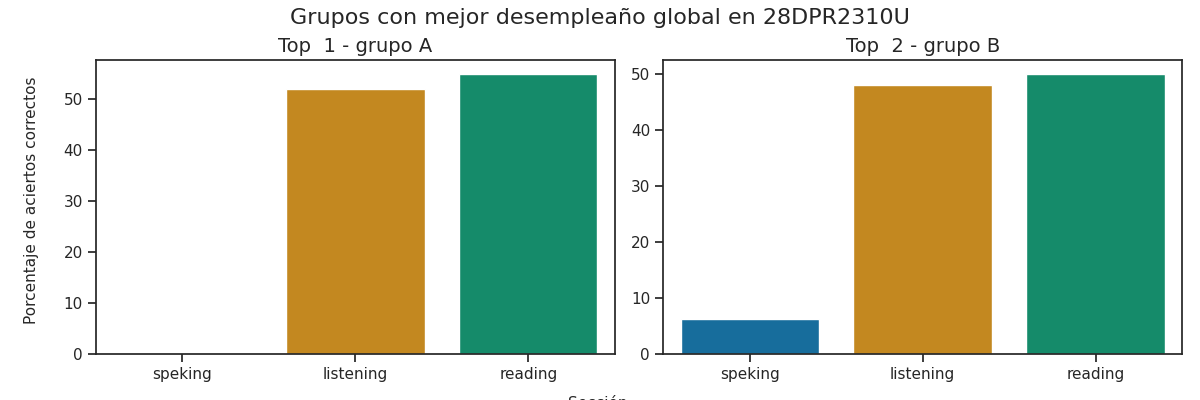 Grupos con mejor desempleaño global en 28DPR2310U
Top  1 - grupo A
Top  2 - grupo B
Porcentaje de aciertos correctos
50
40
30
20
10
0
speking
listening
reading
50
40
30
20
10
0
speking
listening
reading
Sección